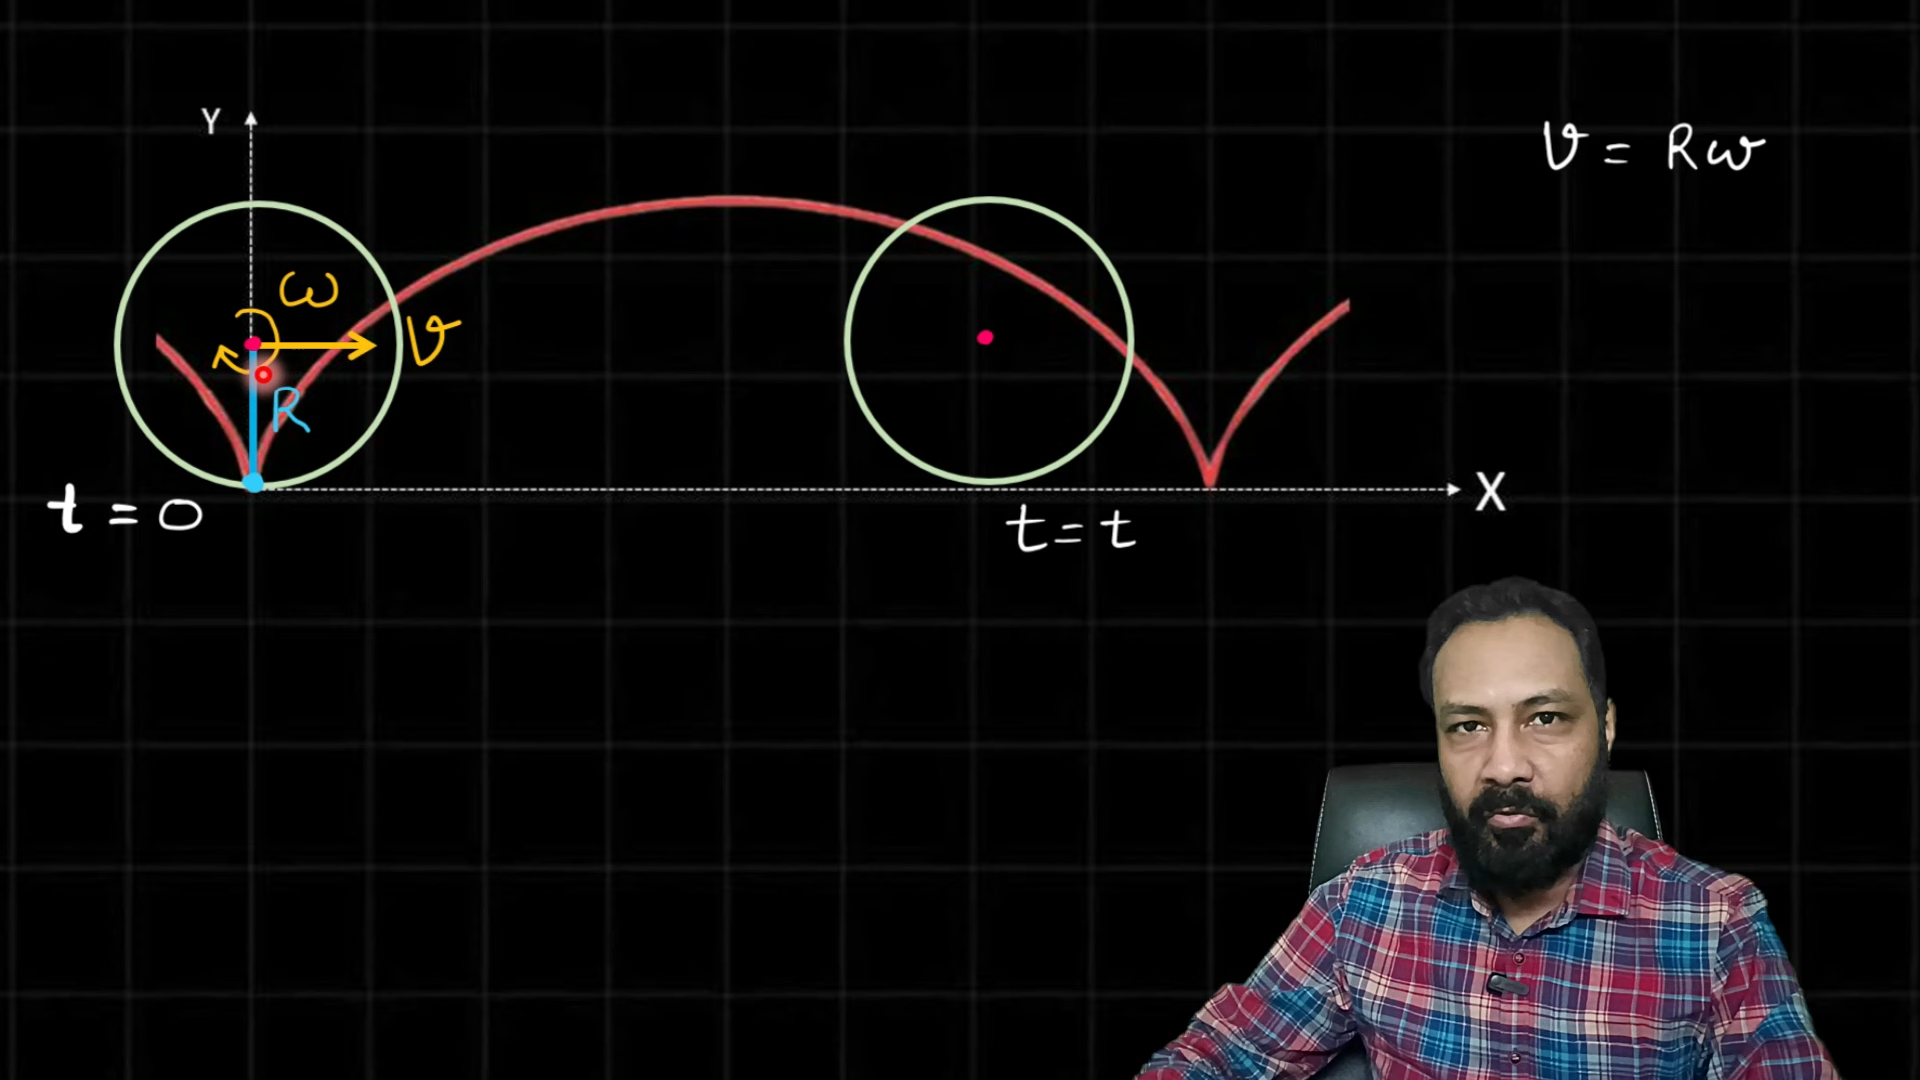 Y
v = Rω
ω
v
R
X
t = 0
t = t